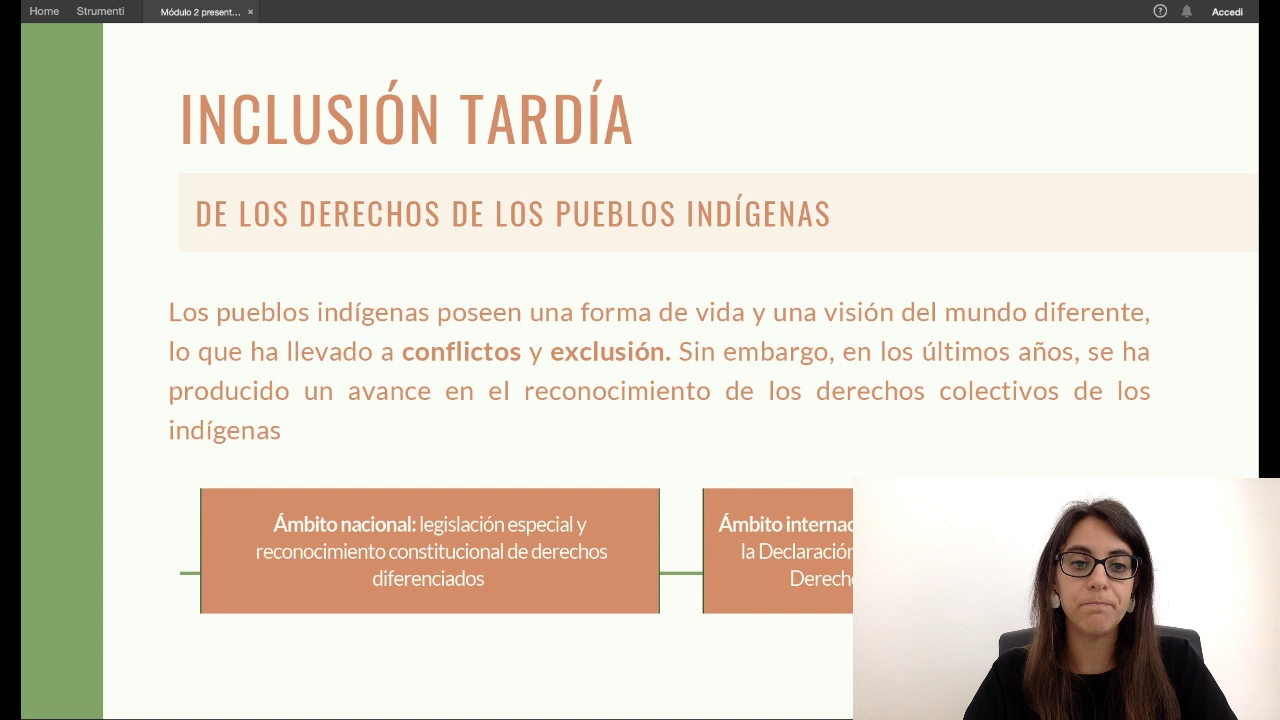 Home Strumenti Módulo 2 present... × ? Accedi
INCLUSIÓN TARDÍA
DE LOS DERECHOS DE LOS PUEBLOS INDÍGENAS
Los pueblos indígenas poseen una forma de vida y una visión del mundo diferente,
lo que ha llevado a conflictos y exclusión. Sin embargo, en los últimos años, se ha
producido un avance en el reconocimiento de los derechos colectivos de los
indígenas
Ámbito nacional: legislación especial y
reconocimiento constitucional de derechos
diferenciados
Ámbito
la Declaración